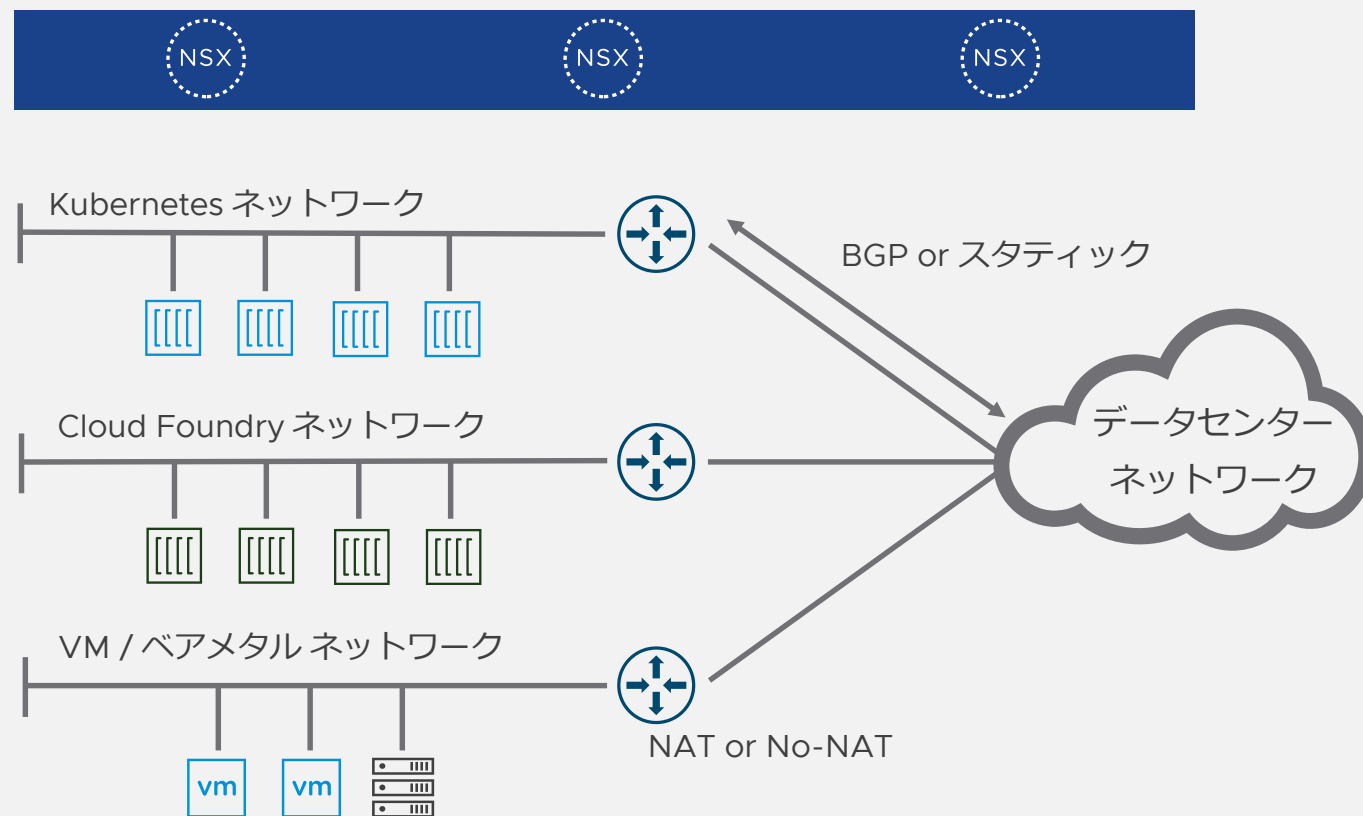 NSX NSX NSX
Kubernetes ネットワーク
BGP or スタティック
Cloud Foundry ネットワーク
データセンター
ネットワーク
VM / ベアメタル ネットワーク
NAT or No-NAT
vm vm